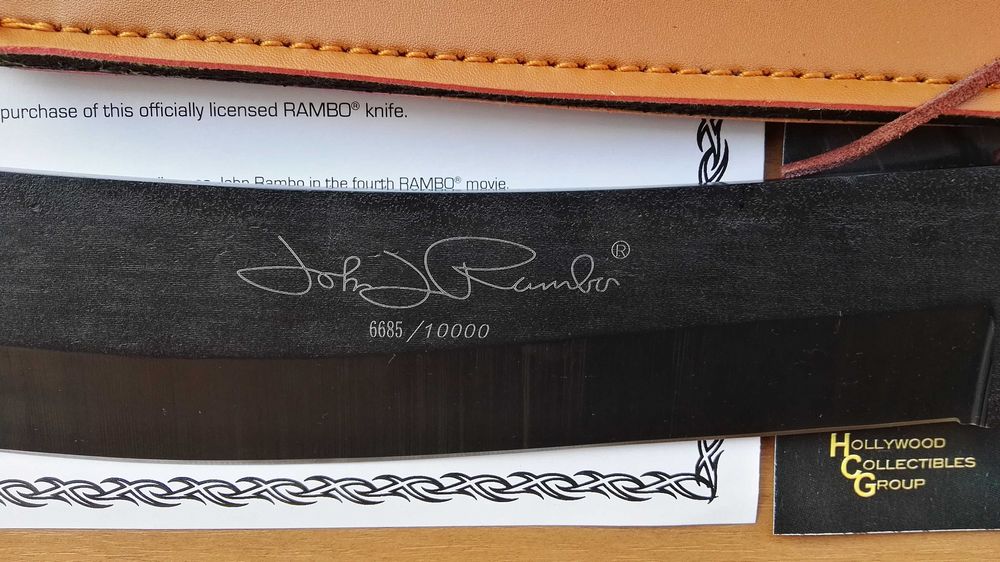 purchase of this officially licensed RAMBO® knife.
John Rambo in the fourth RAMBO® movie.
John J Rambo®
6685/10000
HOLLYWOOD
COLLECTIBLES
GROUP